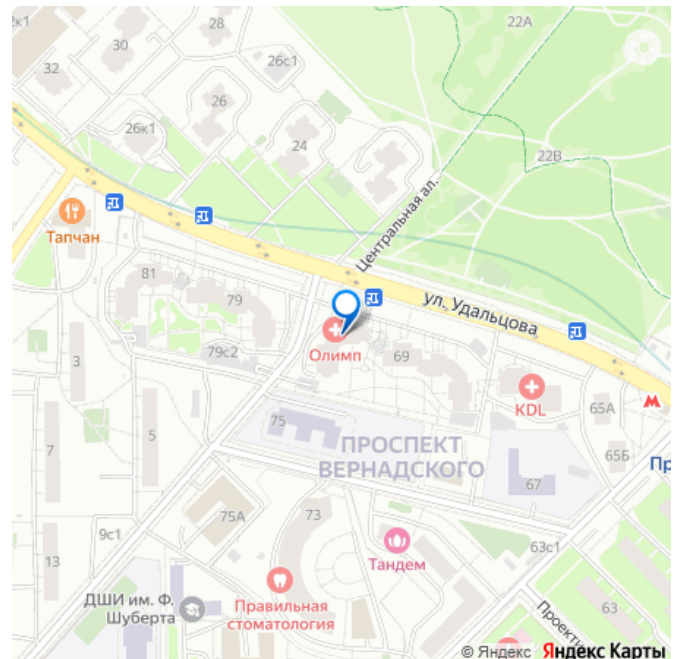 28
22А
2к1
30
26с1
32
26
26к1
24
22В
Центральная ал.
Тапчан
81
79
ул. Удальцова
79с2
Олимп
69
3
KDL
65А
75
5
ПРОСПЕКТ
ВЕРНАДСКОГО
65Б
Пр
7
67
75А
73
9с1
63с1
13
Тандем
ДШИ им. Ф.
Шуберта
Правильная
стоматология
63
Проекти
© Яндекс Яндекс Карты